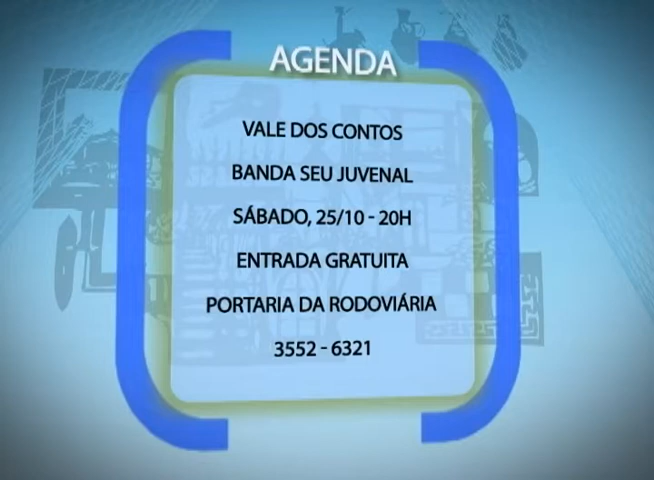 AGENDA
VALE DOS CONTOS
BANDA SEU JUVENAL
SÁBADO, 25/10 - 20H
ENTRADA GRATUITA
PORTARIA DA RODOVIÁRIA
3552 - 6321